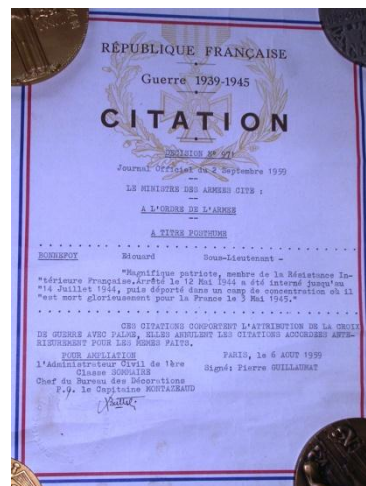 RÉPUBLIQUE FRANÇAISE
Guerre 1939-1945
CITATION
DECISION N° 971
Journal Officiel du 2 Septembre 1959
LE MINISTRE DES ARMEES CITE :
A L'ORDRE DE L'ARMEE
A TITRE POSTHUME
BONNEFOY Edouard Sous-Lieutenant -
"Magnifique patriote, membre de la Résistance In-
"térieure Française. Arrêté le 12 Mai 1944 a été interné jusqu'au
"14 Juillet 1944, puis déporté dans un camp de concentration où il
"est mort glorieusement pour la France le 3 Mai 1945."
CES CITATIONS COMPORTENT L'ATTRIBUTION DE LA CROIX
DE GUERRE AVEC PALME, ELLES ANNULENT LES CITATIONS ACCORDEES ANTE-
RIEUREMENT POUR LES MEMES FAITS.
POUR AMPLIATION PARIS, le 6 AOUT 1959
l'Administrateur Civil de 1ère
Classe SOMMAIRE Signé: Pierre GUILLAUMAT
Chef du Bureau des Décorations
P.O. le Capitaine MONTAZEAUD